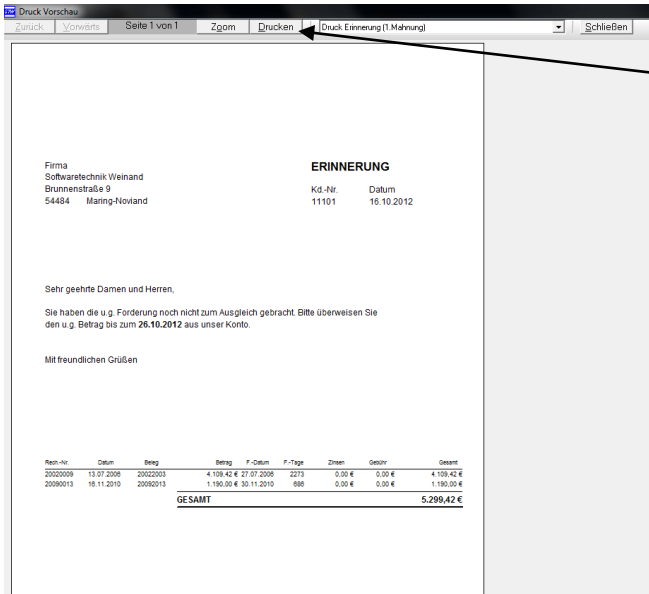 Druck Vorschau
Zurück Vorwärts Seite 1 von 1 Zoom Drucken Druck Erinnerung (1.Mahnung) Schließen
Firma
Softwaretechnik Weinand
Brunnenstraße 9
54484 Maring-Noviand
ERINNERUNG
Kd.-Nr. Datum
11101 16.10.2012
Sehr geehrte Damen und Herren,
Sie haben die u.g. Forderung noch nicht zum Ausgleich gebracht. Bitte überweisen Sie
den u.g. Betrag bis zum 26.10.2012 aus unser Konto.
Mit freundlichen Grüßen
Rech.-Nr. Datum Beleg Betrag F.-Datum F.-Tage Zinsen Gebühr Gesamt
20020009 13.07.2006 20022003 4.109,42 € 27.07.2006 2273 0,00 € 0,00 € 4.109,42 €
20090013 16.11.2010 20092013 1.190,00 € 30.11.2010 686 0,00 € 0,00 € 1.190,00 €
GESAMT 5.299,42 €